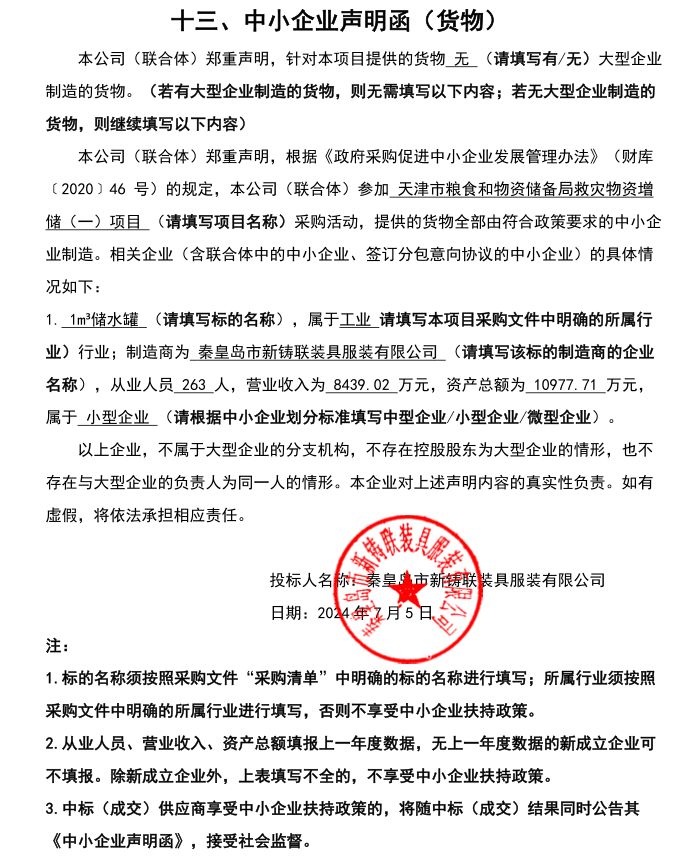 十三、中小企业声明函（货物）
本公司（联合体）郑重声明，针对本项目提供的货物 无 （请填写有/无）大型企业
制造的货物。（若有大型企业制造的货物，则无需填写以下内容；若无大型企业制造的
货物，则继续填写以下内容）
本公司（联合体）郑重声明，根据《政府采购促进中小企业发展管理办法》（财库
﹝2020﹞46 号）的规定，本公司（联合体）参加 天津市粮食和物资储备局救灾物资增
储（一）项目 （请填写项目名称）采购活动，提供的货物全部由符合政策要求的中小企
业制造。相关企业（含联合体中的中小企业、签订分包意向协议的中小企业）的具体情
况如下：
1. 1m³储水罐 （请填写标的名称），属于工业 请填写本项目采购文件中明确的所属行
业）行业；制造商为 秦皇岛市新铸联装具服装有限公司 （请填写该标的制造商的企业
名称），从业人员 263 人，营业收入为 8439.02 万元，资产总额为 10977.71 万元，
属于 小型企业 （请根据中小企业划分标准填写中型企业/小型企业/微型企业）。
以上企业，不属于大型企业的分支机构，不存在控股股东为大型企业的情形，也不
存在与大型企业的负责人为同一人的情形。本企业对上述声明内容的真实性负责。如有
虚假，将依法承担相应责任。
投标人名称：秦皇岛市新铸联装具服装有限公司
日期：2024 年 7 月 5 日
秦皇岛市新铸联装具服装有限公司
注：
1.标的名称须按照采购文件“采购清单”中明确的标的名称进行填写；所属行业须按照
采购文件中明确的所属行业进行填写，否则不享受中小企业扶持政策。
2.从业人员、营业收入、资产总额填报上一年度数据，无上一年度数据的新成立企业可
不填报。除新成立企业外，上表填写不全的，不享受中小企业扶持政策。
3.中标（成交）供应商享受中小企业扶持政策的，将随中标（成交）结果同时公告其
《中小企业声明函》，接受社会监督。